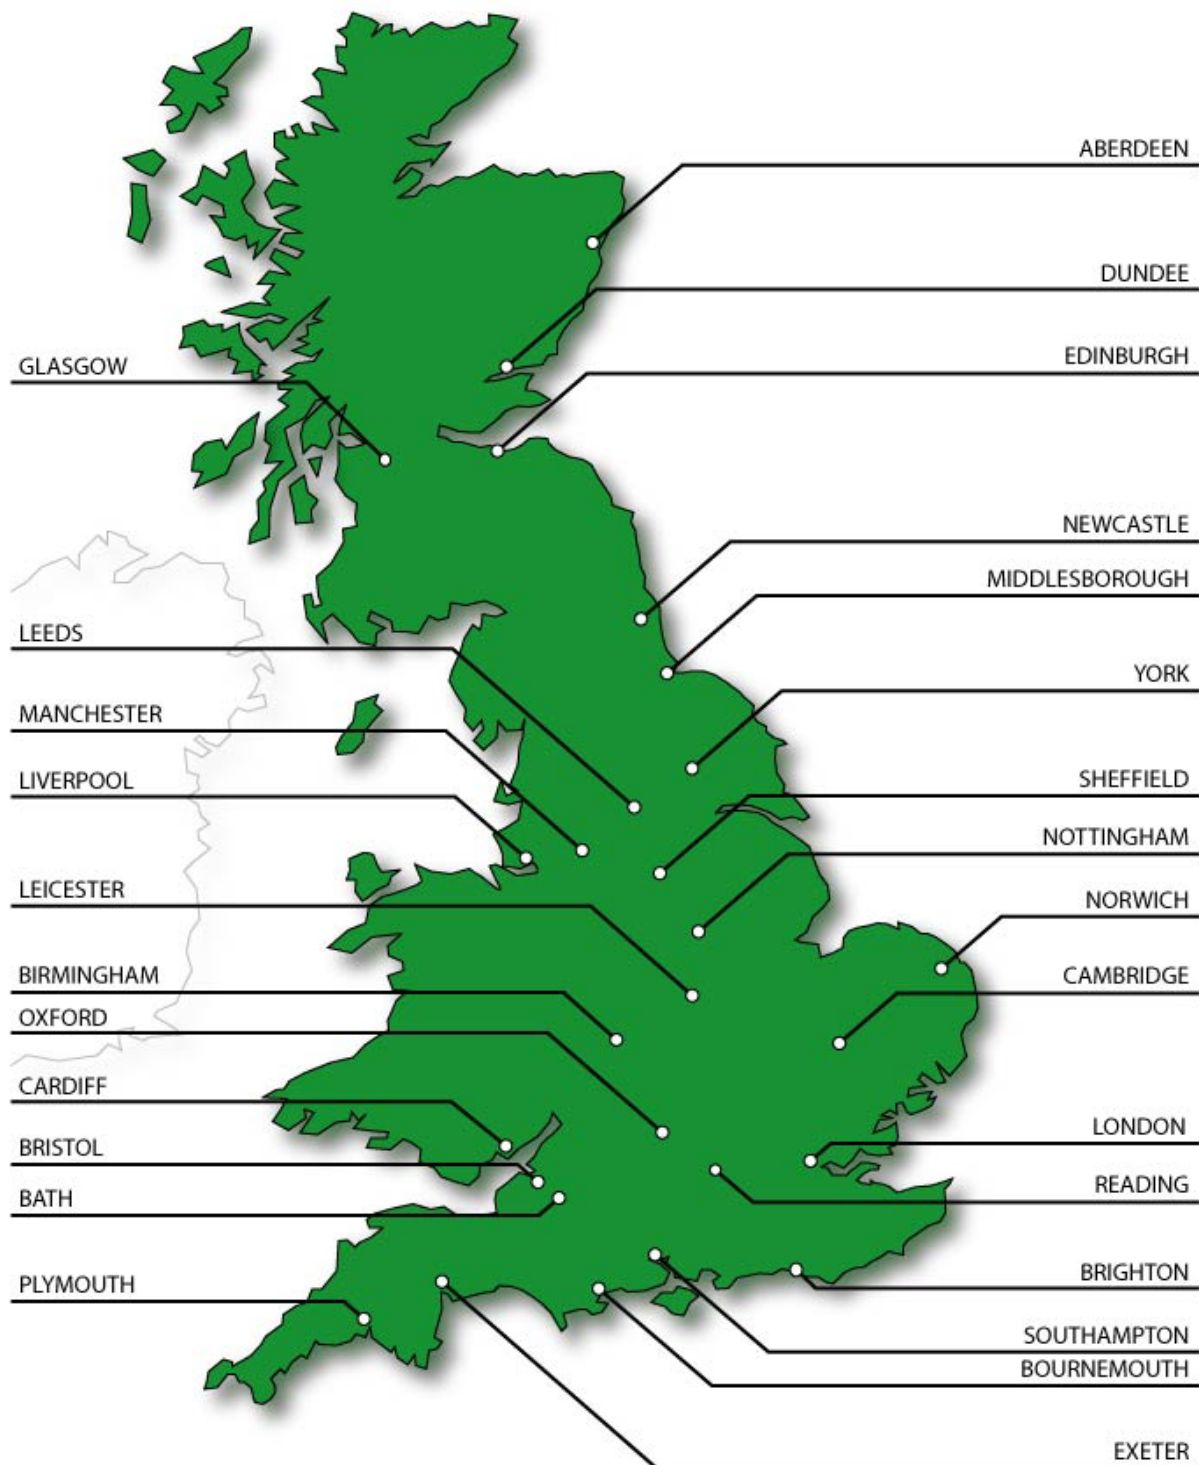 ABERDEEN
DUNDEE
EDINBURGH
GLASGOW
NEWCASTLE
MIDDLESBOROUGH
LEEDS
YORK
MANCHESTER
LIVERPOOL
SHEFFIELD
NOTTINGHAM
LEICESTER
NORWICH
BIRMINGHAM
CAMBRIDGE
OXFORD
CARDIFF
LONDON
BRISTOL
READING
BATH
BRIGHTON
PLYMOUTH
SOUTHAMPTON
BOURNEMOUTH
EXETER